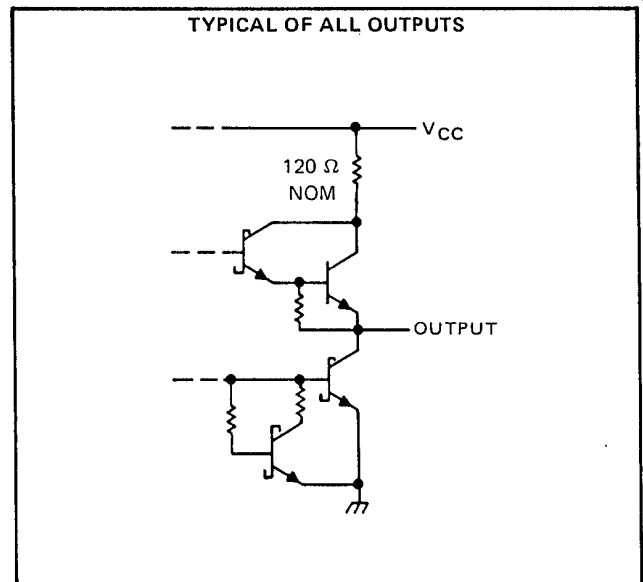 TYPICAL OF ALL OUTPUTS
VCC
120 Ω
NOM
OUTPUT